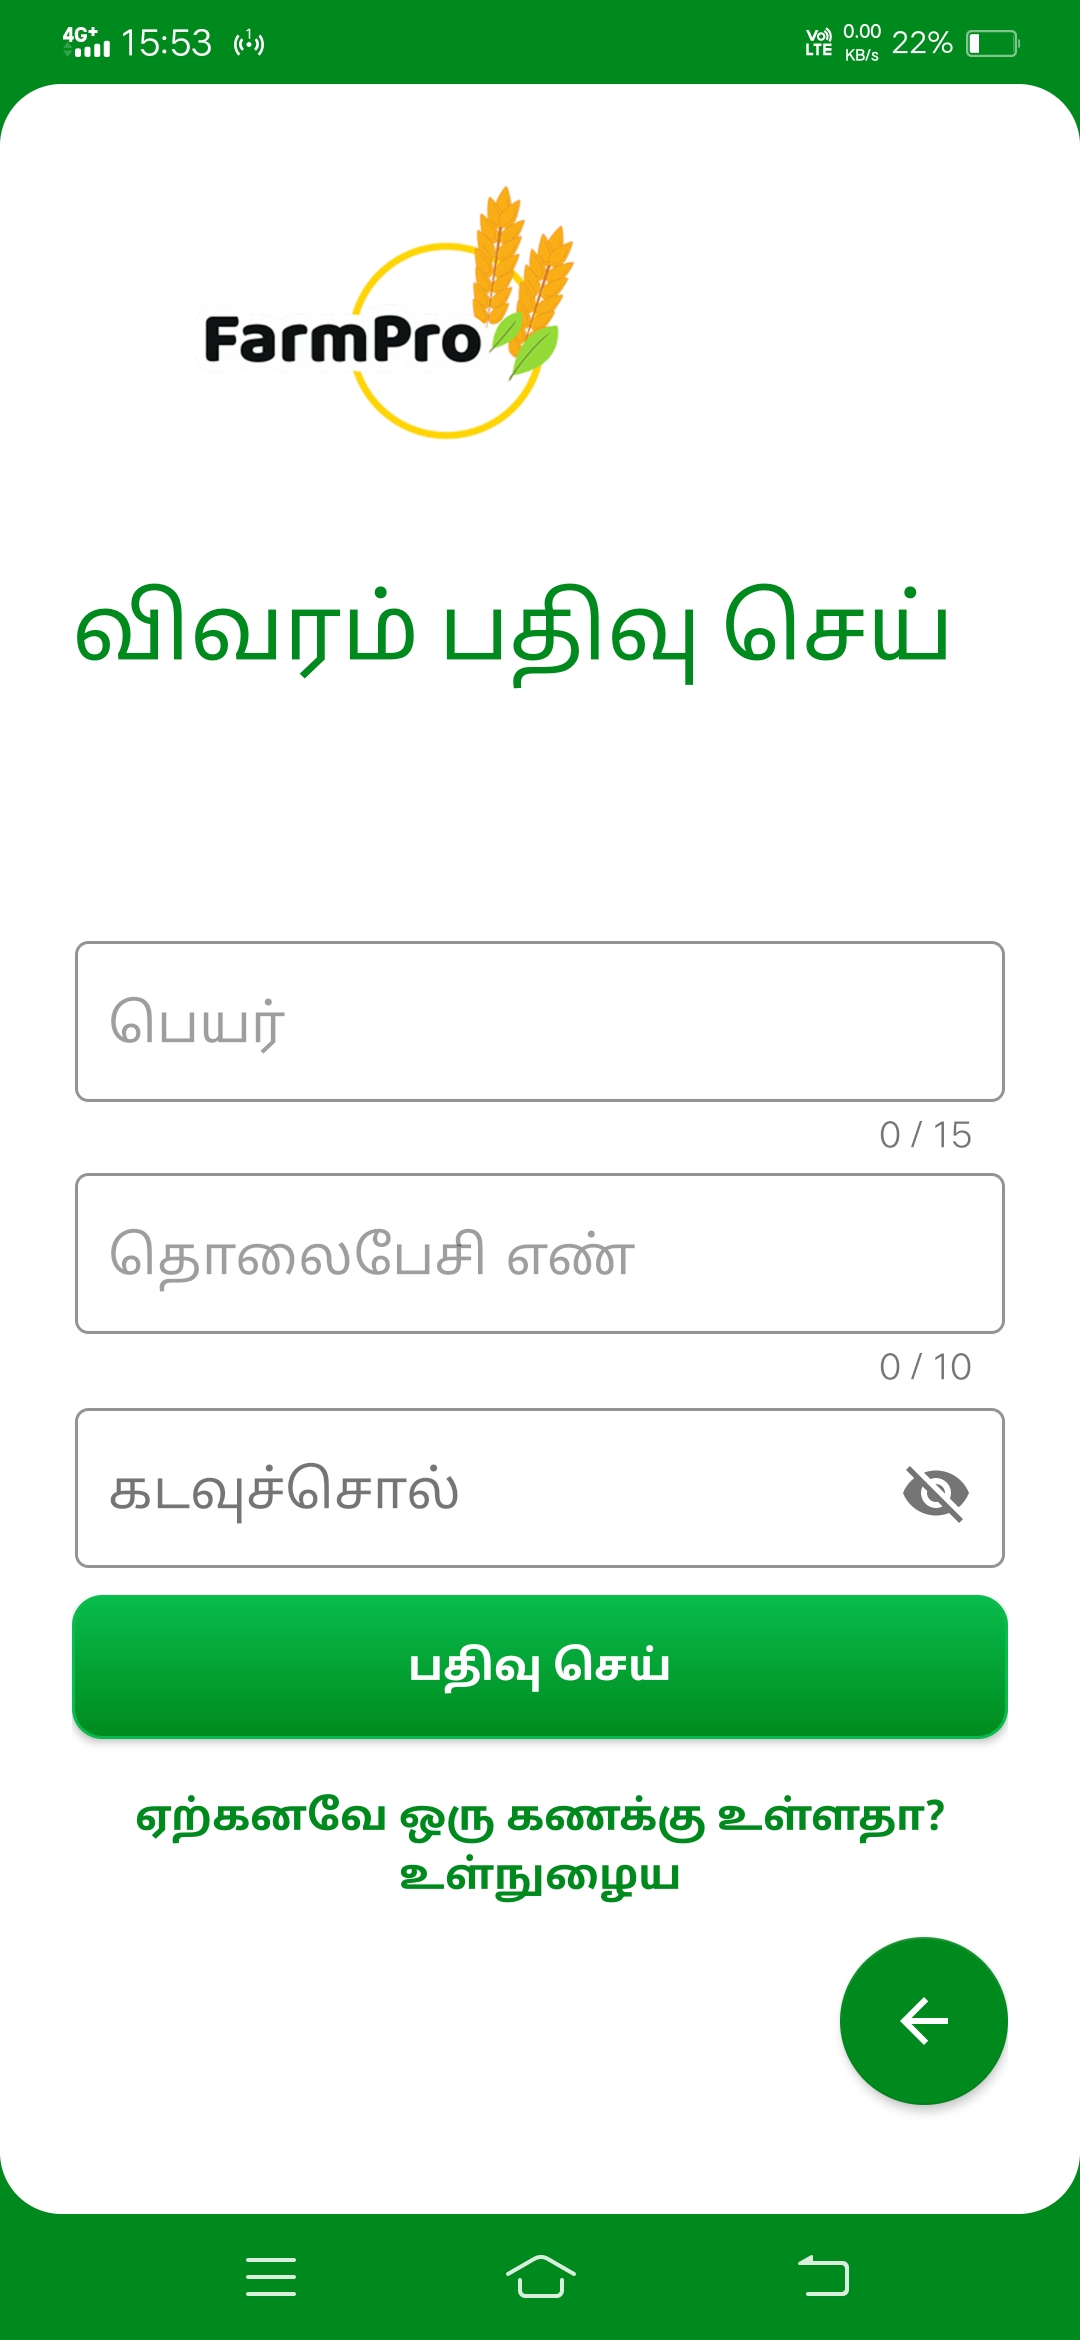 4G+ 15:53 Vo) LTE 0.00 KB/s 22%
FarmPro
விவரம் பதிவு செய்
பெயர்
0 / 15
தொலைபேசி எண்
0 / 10
கடவுச்சொல்
பதிவு செய்
ஏற்கனவே ஒரு கணக்கு உள்ளதா?
உள்நுழைய